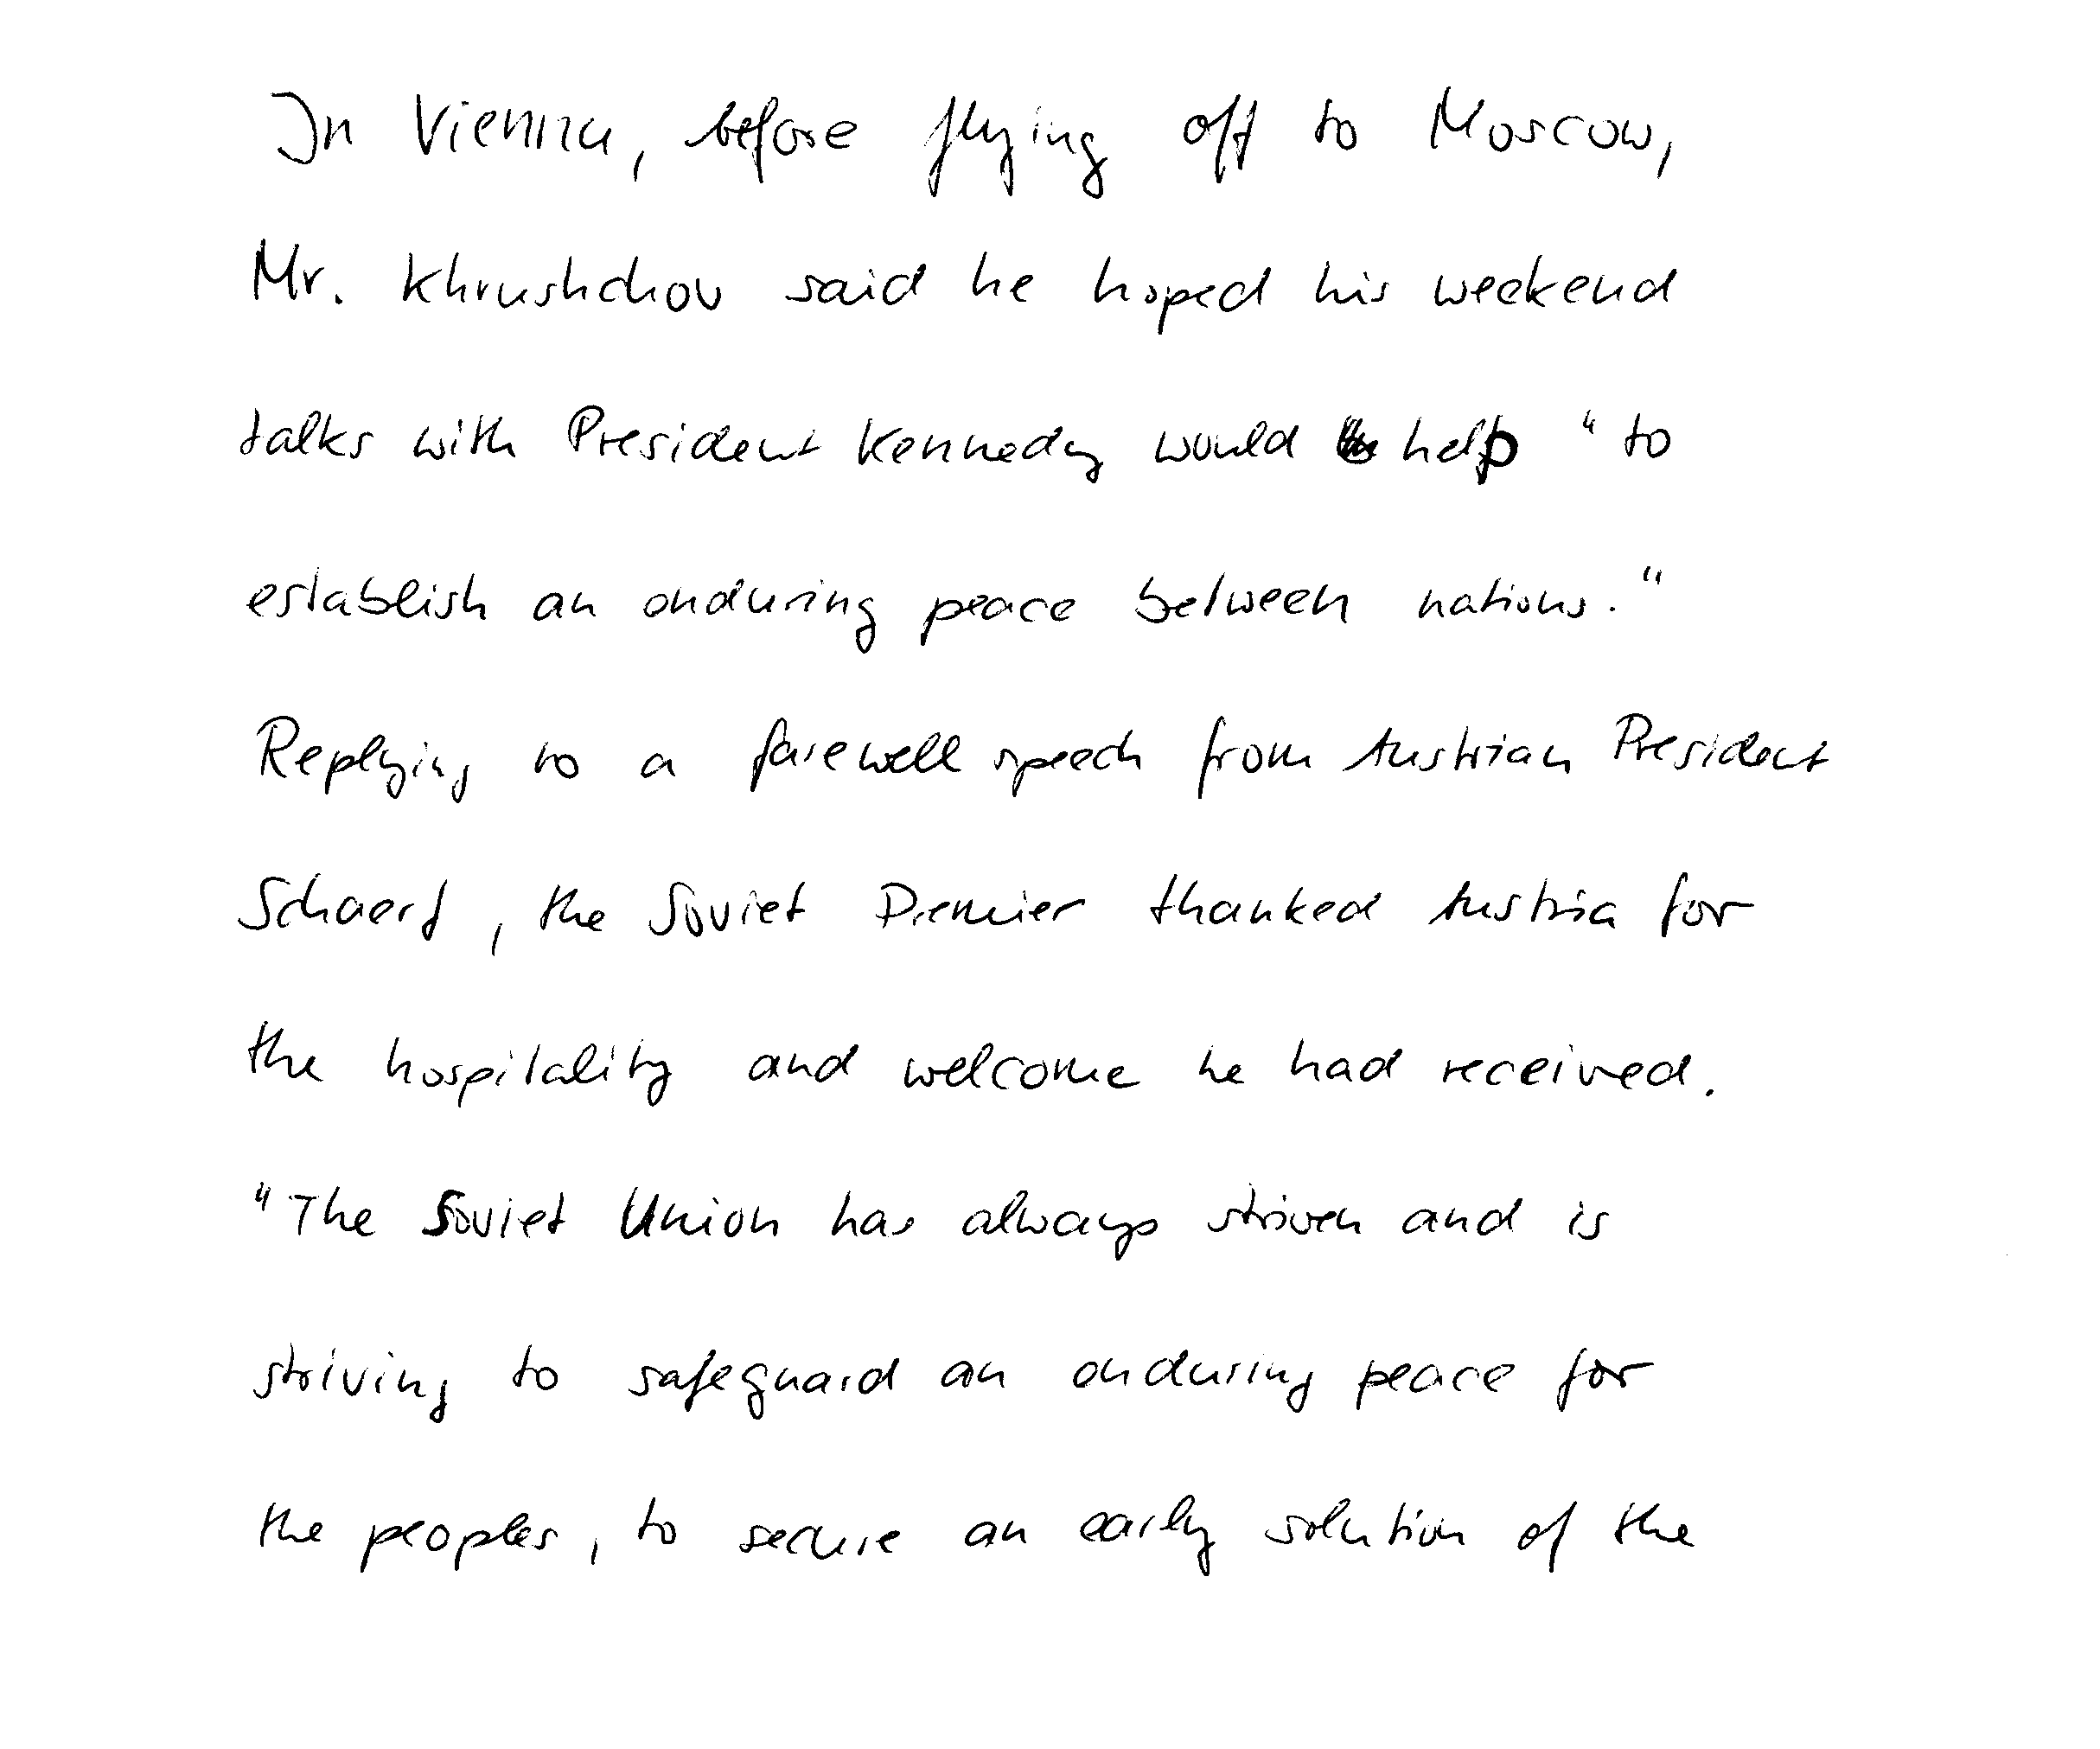 In Vienna, before flying off to Moscow,
Mr. Khrushchov said he hoped his weekend
talks with President Kennedy would help "to
establish an enduring peace between nations."
Replying to a farewell speech from Austrian President
Schaerf, the Soviet Premier thanked Austria for
the hospitality and welcome he had received.
"The Soviet Union has always striven and is
striving to safeguard an enduring peace for
the peoples, to secure an early solution of the